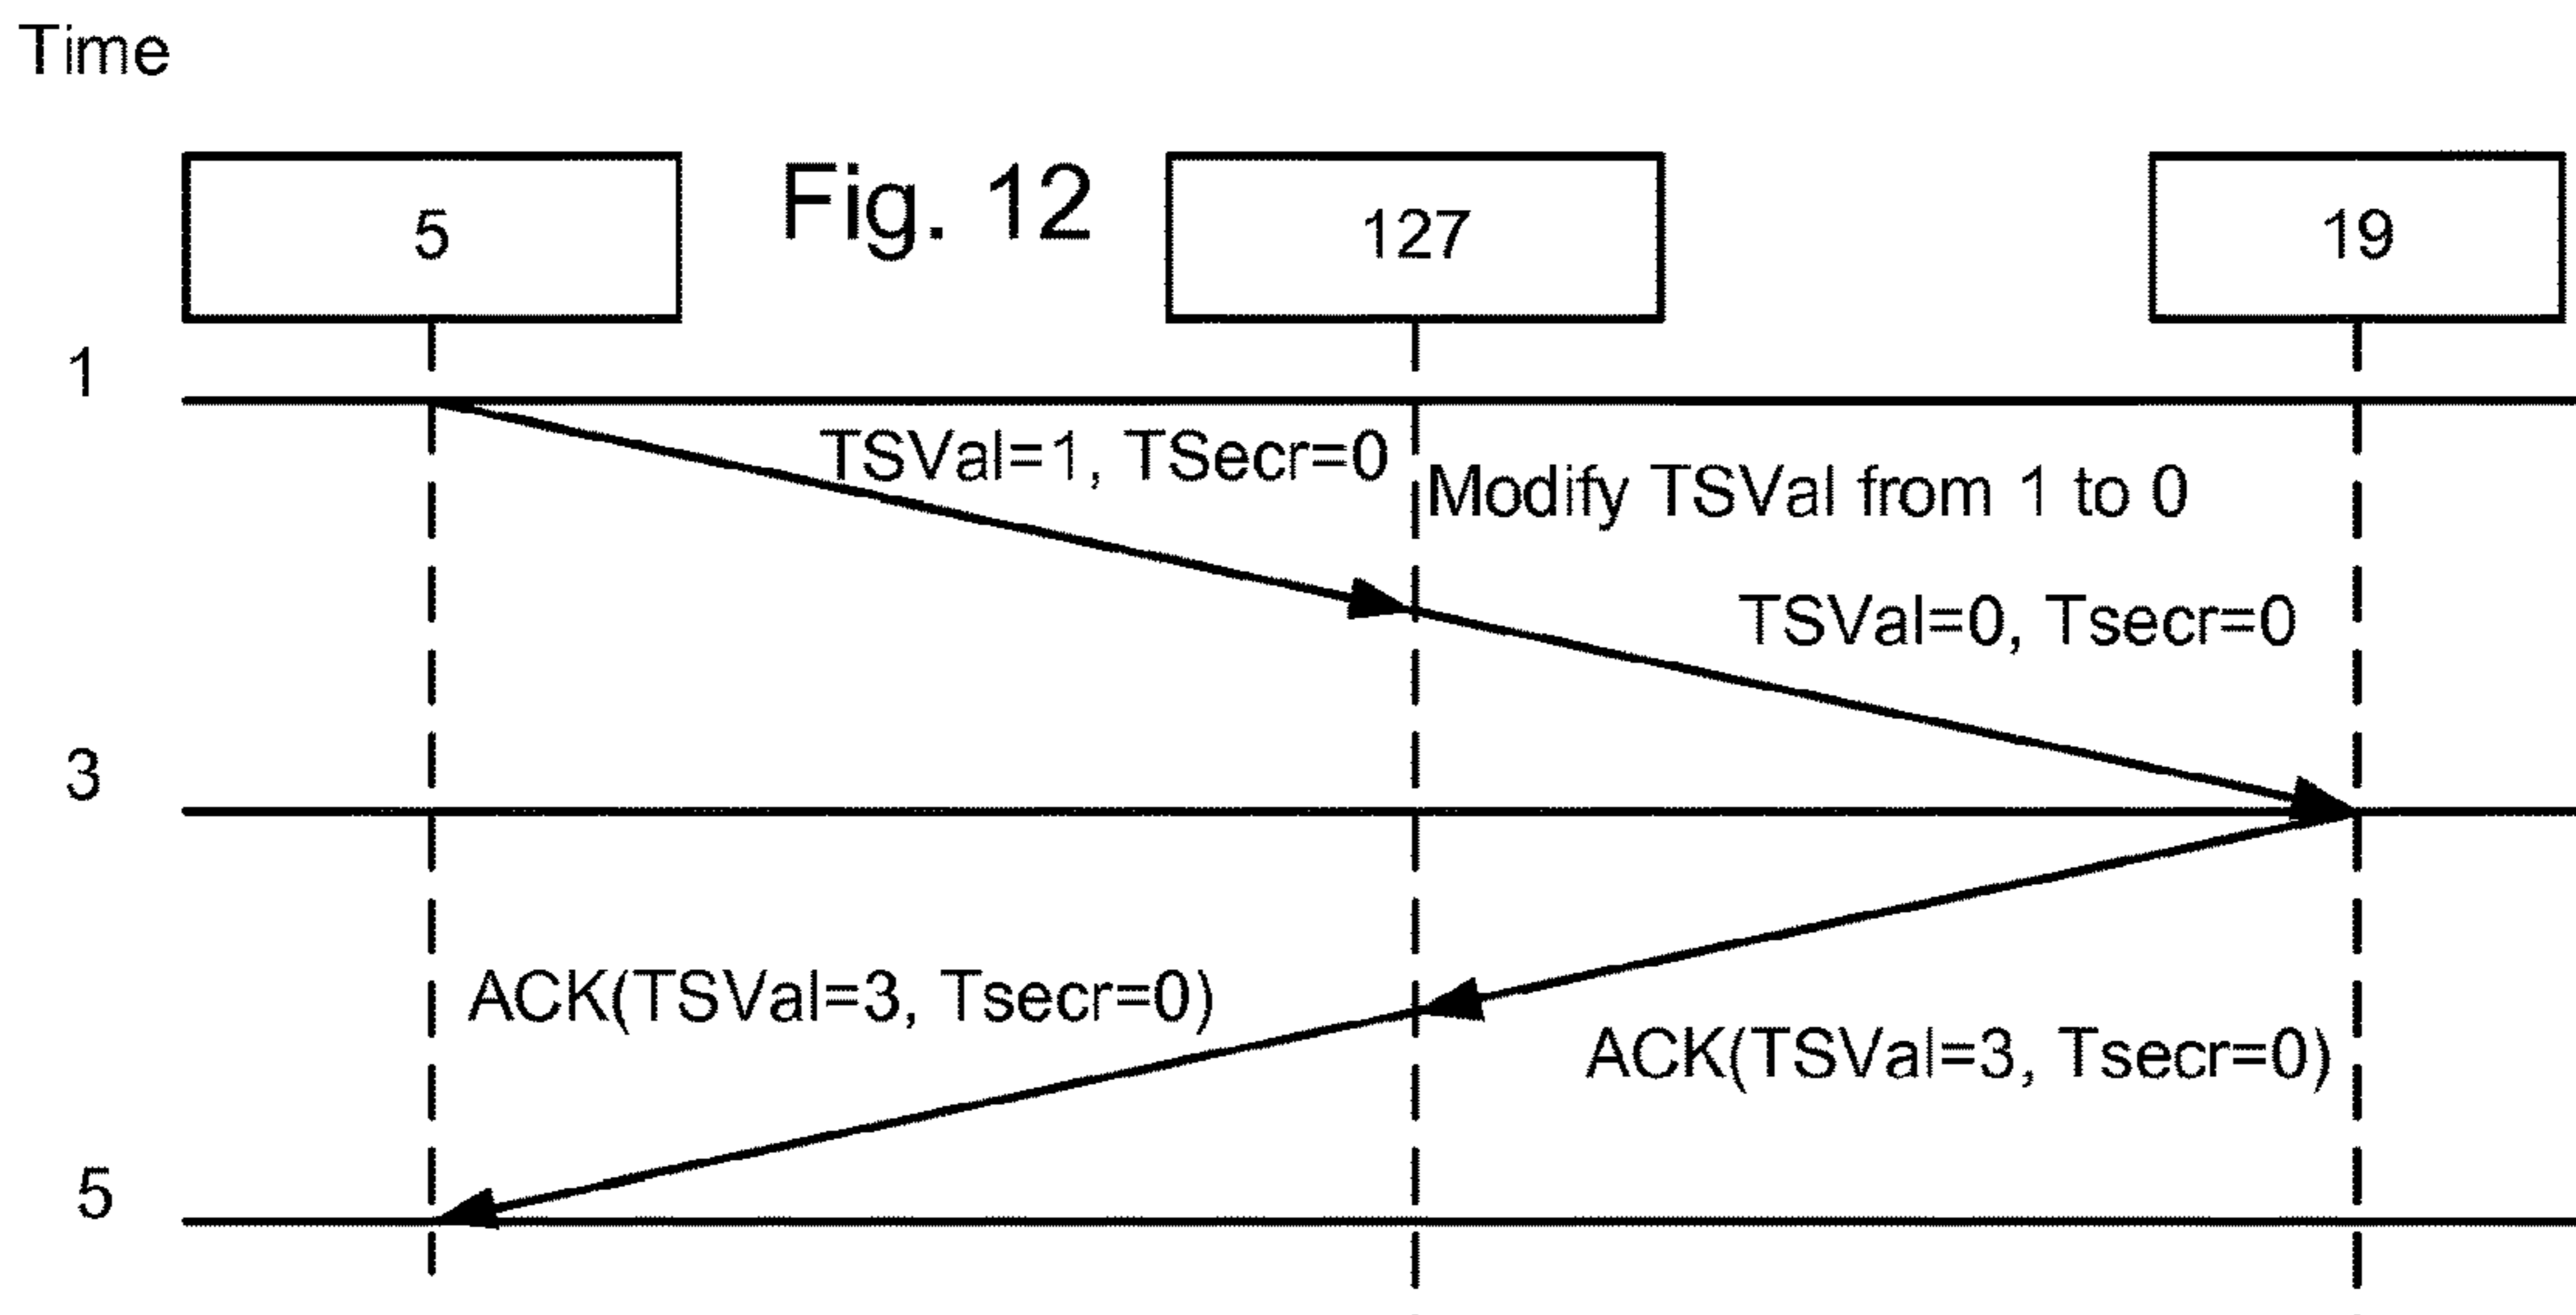 Time
5
Fig. 12
127
19
1
TSVal=1, TSecr=0
Modify TSVal from 1 to 0
TSVal=0, Tsecr=0
3
ACK(TSVal=3, Tsecr=0)
ACK(TSVal=3, Tsecr=0)
5